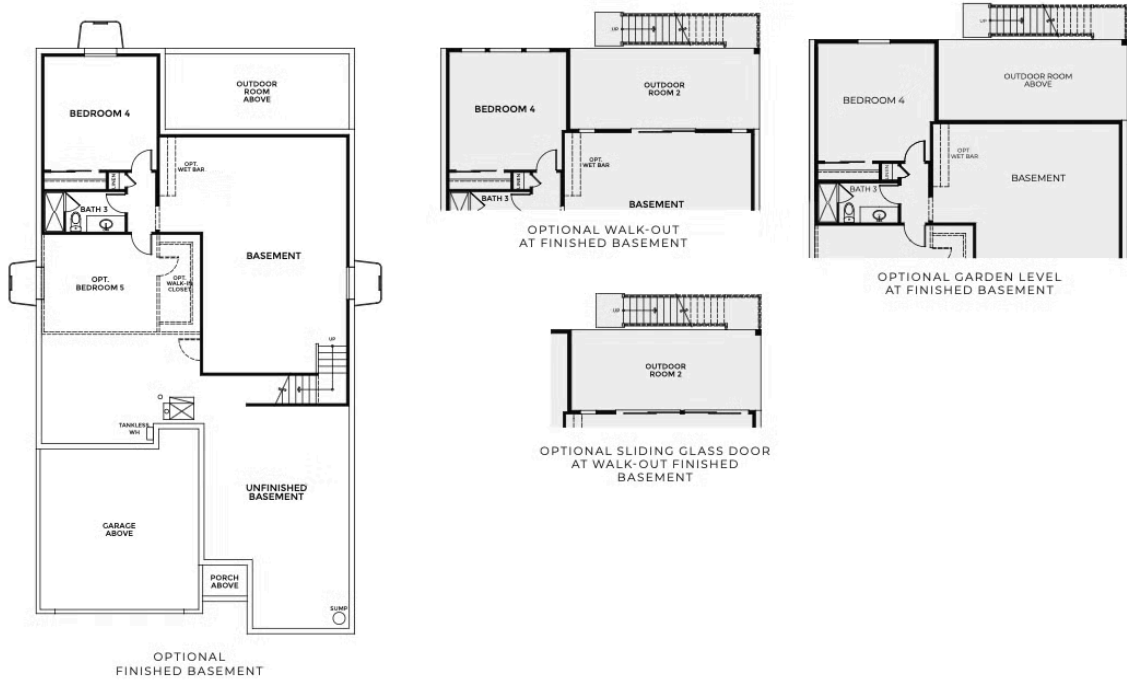 OUTDOOR
ROOM
ABOVE
BEDROOM 4
OPT.
WET BAR
LINEN
BATH 3
BASEMENT
OPT.
BEDROOM 5
OPT.
WALK-IN
CLOSET
UP
TANKLESS
WH
UNFINISHED
BASEMENT
GARAGE
ABOVE
PORCH
ABOVE
SUMP
OPTIONAL
FINISHED BASEMENT
UP
OUTDOOR
ROOM 2
BEDROOM 4
OPT.
WET BAR
LINEN
BATH 3
BASEMENT
OPTIONAL WALK-OUT
AT FINISHED BASEMENT
UP
OUTDOOR
ROOM 2
OPTIONAL SLIDING GLASS DOOR
AT WALK-OUT FINISHED
BASEMENT
UP
OUTDOOR ROOM
ABOVE
BEDROOM 4
OPT.
WET BAR
LINEN
BATH 3
BASEMENT
OPTIONAL GARDEN LEVEL
AT FINISHED BASEMENT